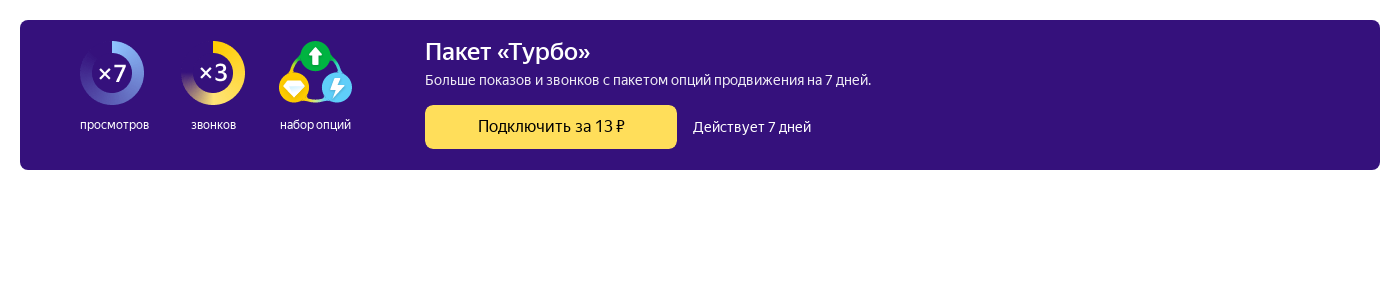 ×7
просмотров
×3
звонков
набор опций
Пакет «Турбо»
Больше показов и звонков с пакетом опций продвижения на 7 дней.
Подключить за 13 ₽
Действует 7 дней